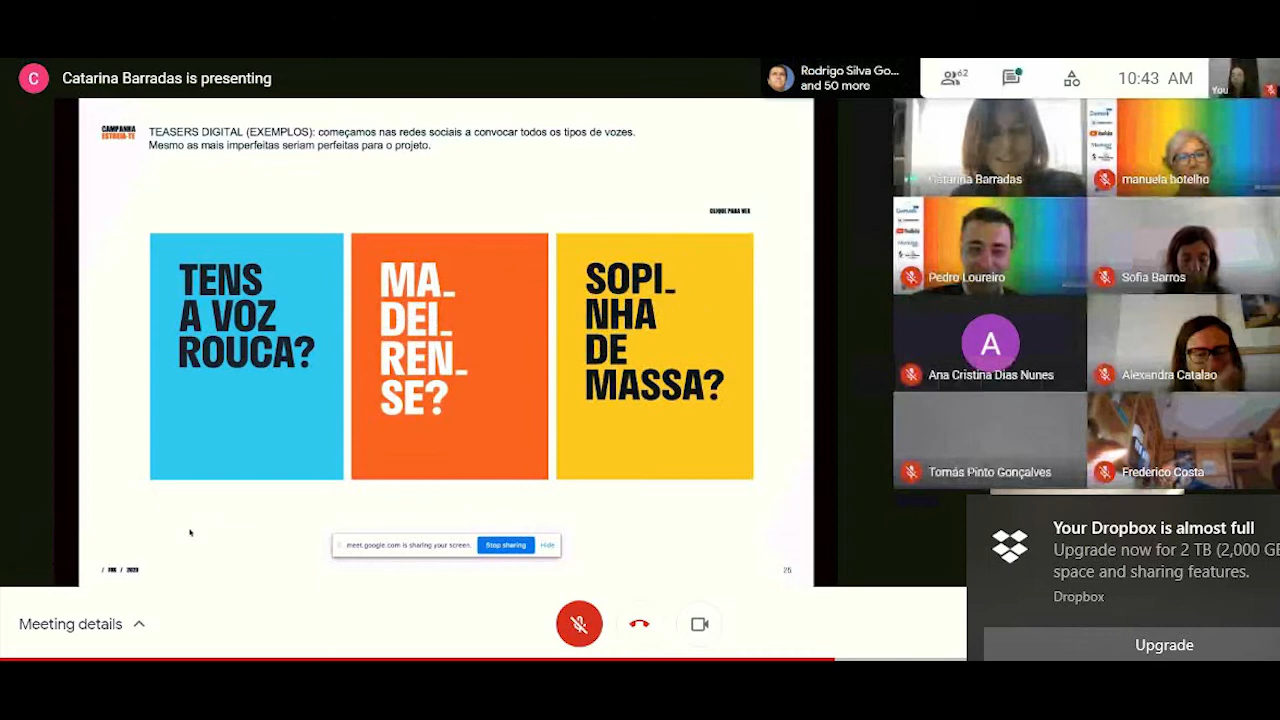 C
Catarina Barradas is presenting
Rodrigo Silva Go...
and 50 more
62
10:43 AM
You
CAMPANHA
ESTREIA-TE
TEASERS DIGITAL (EXEMPLOS): começamos nas redes sociais a convocar todos os tipos de vozes.
Mesmo as mais imperfeitas seriam perfeitas para o projeto.
CLIQUE PARA VER
TENS
A VOZ
ROUCA?
MA_
DEI_
REN_
SE?
SOPI_
NHA
DE
MASSA?
meet.google.com is sharing your screen.
Stop sharing
Hide
25
Catarina Barradas
manuela botelho
Pedro Loureiro
Sofia Barros
A
Ana Cristina Dias Nunes
Alexandra Catalao
Tomás Pinto Gonçalves
Frederico Costa
Your Dropbox is almost full
Upgrade now for 2 TB (2,000 GB
space and sharing features.
Dropbox
Upgrade
Meeting details